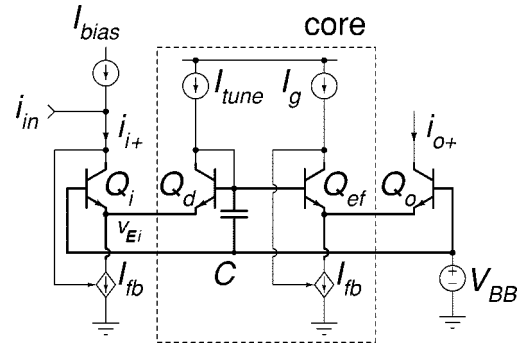 core
I_bias
I_tune
I_g
i_in
i_i+
i_o+
Q_i
Q_d
Q_ef
Q_o
v_Ei
C
I_fb
I_fb
+
−
V_BB